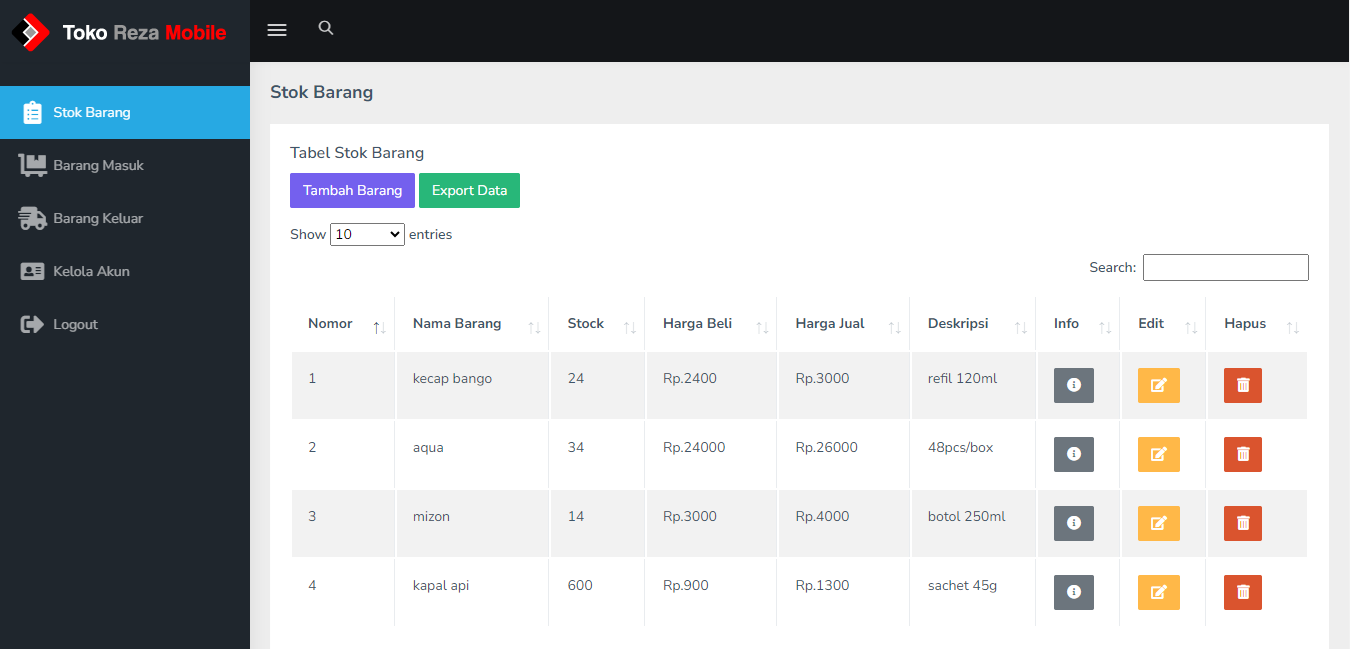 Toko Reza Mobile
Stok Barang
Barang Masuk
Barang Keluar
Kelola Akun
Logout
Stok Barang
Tabel Stok Barang
Tambah Barang Export Data
Show 10 entries
Search:
Nomor Nama Barang Stock Harga Beli Harga Jual Deskripsi Info Edit Hapus
1 kecap bango 24 Rp.2400 Rp.3000 refil 120ml
2 aqua 34 Rp.24000 Rp.26000 48pcs/box
3 mizon 14 Rp.3000 Rp.4000 botol 250ml
4 kapal api 600 Rp.900 Rp.1300 sachet 45g